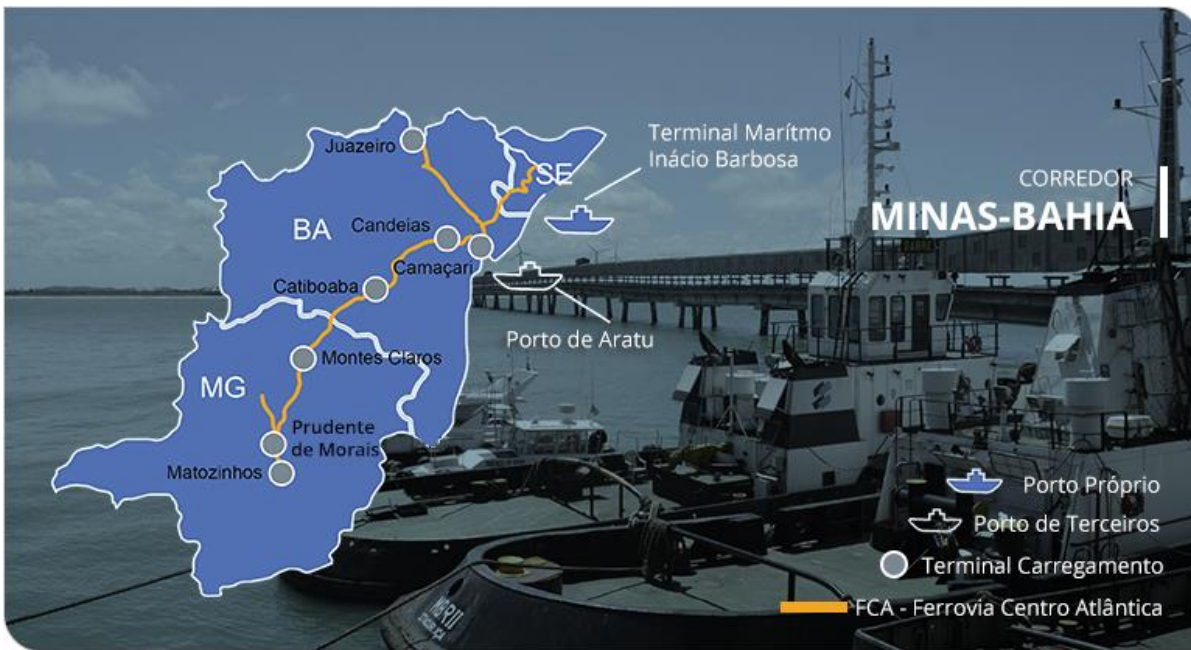 CORREDOR
MINAS-BAHIA
Juazeiro
Terminal Marítmo
Inácio Barbosa
SE
BA
Candeias
Camaçari
Catiboaba
Porto de Aratu
Montes Claros
MG
Prudente
de Morais
Matozinhos
Porto Próprio
Porto de Terceiros
Terminal Carregamento
FCA - Ferrovia Centro Atlântica